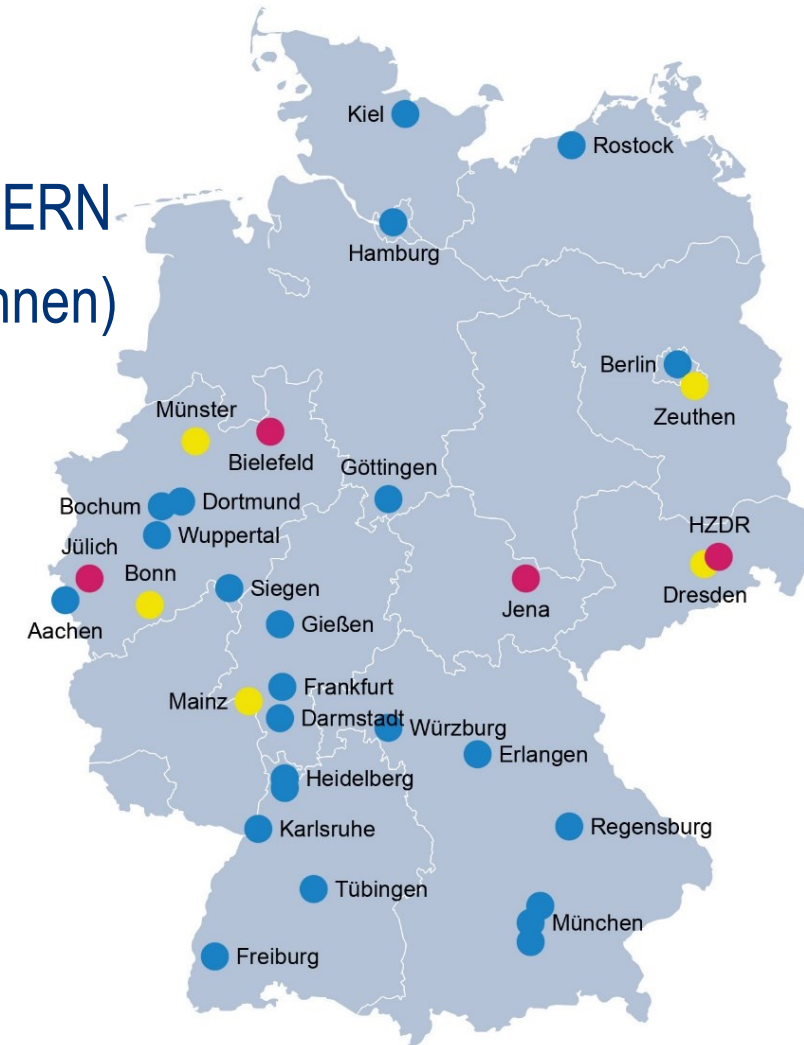 Kiel
Rostock
ERN
Hamburg
nnen)
Berlin
Zeuthen
Münster
Bielefeld
Göttingen
Bochum
Dortmund
HZDR
Wuppertal
Jülich
Bonn
Siegen
Jena
Dresden
Aachen
Gießen
Frankfurt
Mainz
Darmstadt
Würzburg
Erlangen
Heidelberg
Karlsruhe
Regensburg
Tübingen
München
Freiburg